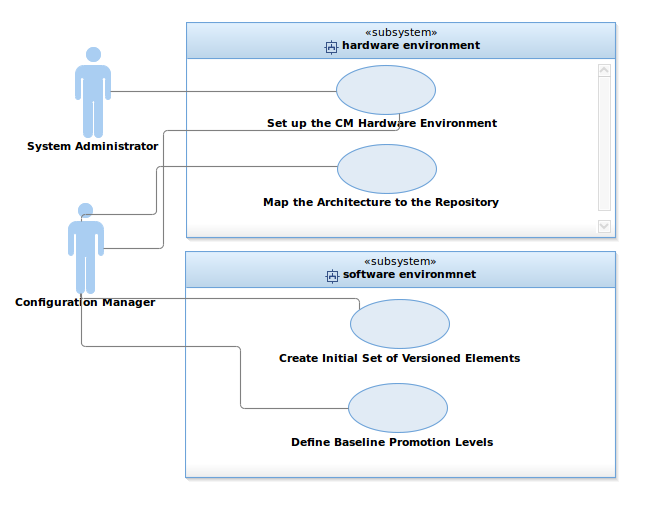 «subsystem»
hardware environment
System Administrator
Set up the CM Hardware Environment
Map the Architecture to the Repository
«subsystem»
software environmnet
Configuration Manager
Create Initial Set of Versioned Elements
Define Baseline Promotion Levels